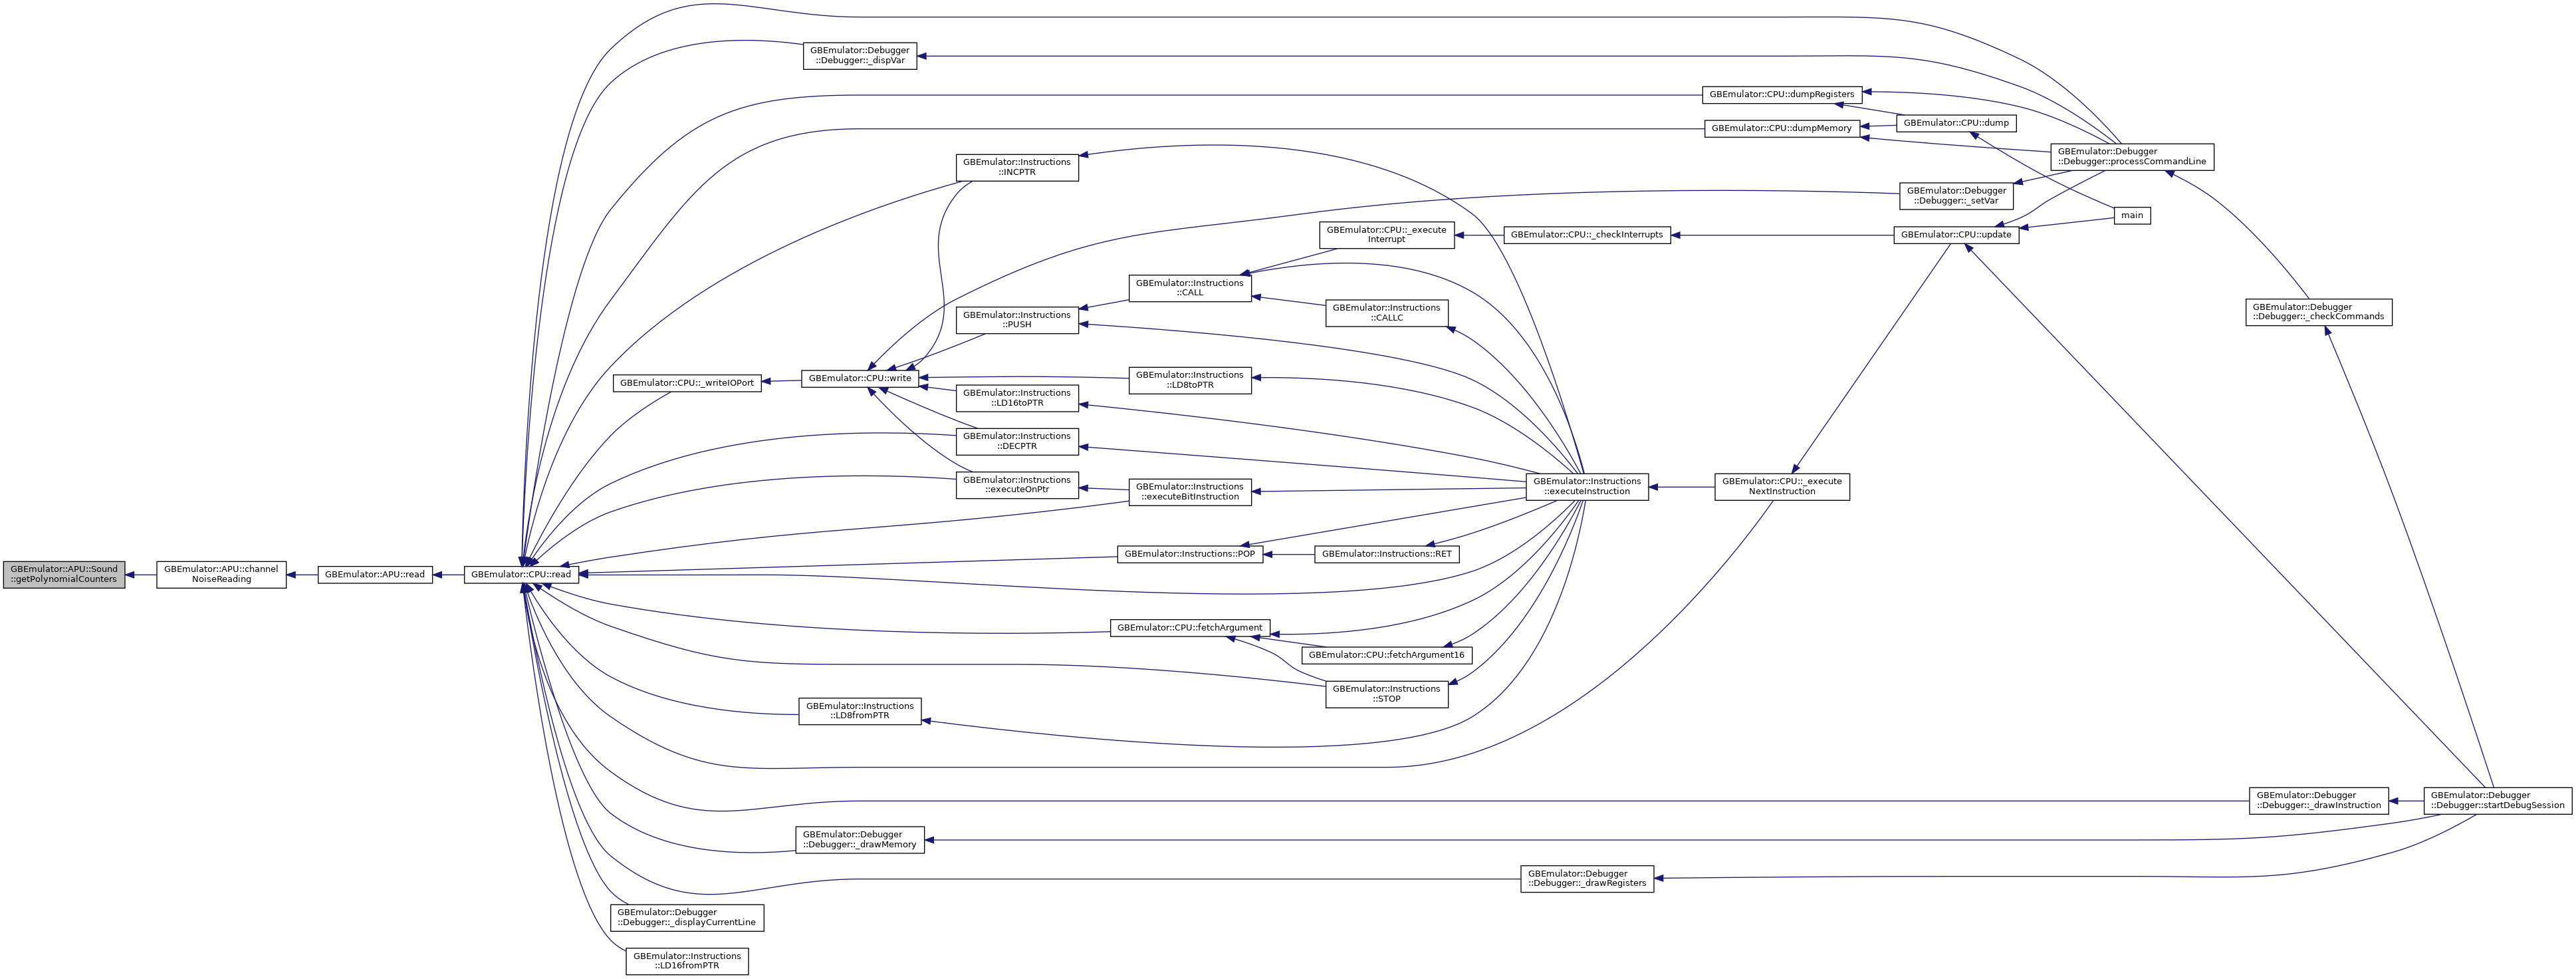 GBEmulator::APU::Sound
::getPolynomialCounters
GBEmulator::APU::channel
NoiseReading
GBEmulator::APU::read
GBEmulator::CPU::read
GBEmulator::Debugger
::Debugger::_dispVar
GBEmulator::CPU::dumpRegisters
GBEmulator::CPU::dumpMemory
GBEmulator::CPU::dump
GBEmulator::Debugger
::Debugger::processCommandLine
GBEmulator::Instructions
::INCPTR
GBEmulator::Debugger
::Debugger::_setVar
main
GBEmulator::CPU::_execute
Interrupt
GBEmulator::CPU::_checkInterrupts
GBEmulator::CPU::update
GBEmulator::Instructions
::CALL
GBEmulator::Instructions
::PUSH
GBEmulator::Instructions
::CALLC
GBEmulator::Debugger
::Debugger::_checkCommands
GBEmulator::CPU::_writeIOPort
GBEmulator::CPU::write
GBEmulator::Instructions
::LD8toPTR
GBEmulator::Instructions
::LD16toPTR
GBEmulator::Instructions
::DECPTR
GBEmulator::Instructions
::executeOnPtr
GBEmulator::Instructions
::executeBitInstruction
GBEmulator::Instructions
::executeInstruction
GBEmulator::CPU::_execute
NextInstruction
GBEmulator::Instructions::POP
GBEmulator::Instructions::RET
GBEmulator::CPU::fetchArgument
GBEmulator::CPU::fetchArgument16
GBEmulator::Instructions
::STOP
GBEmulator::Instructions
::LD8fromPTR
GBEmulator::Debugger
::Debugger::_drawInstruction
GBEmulator::Debugger
::Debugger::startDebugSession
GBEmulator::Debugger
::Debugger::_drawMemory
GBEmulator::Debugger
::Debugger::_drawRegisters
GBEmulator::Debugger
::Debugger::_displayCurrentLine
GBEmulator::Instructions
::LD16fromPTR